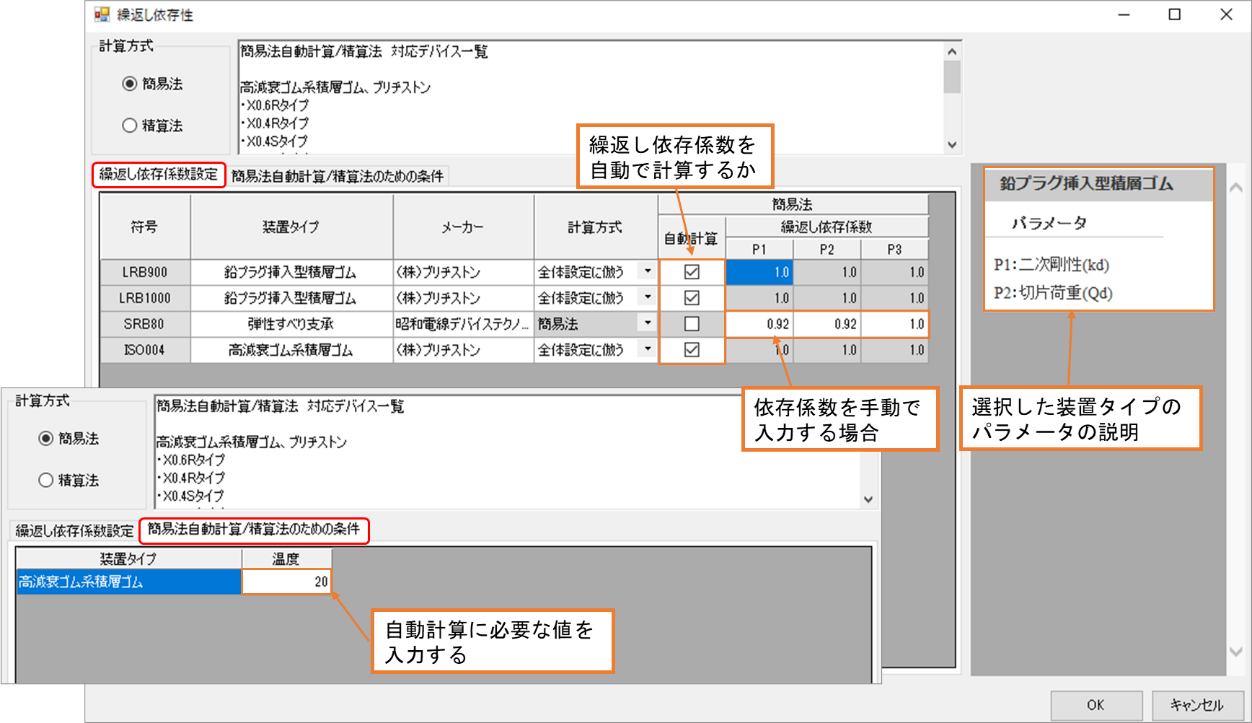 繰返し依存性
計算方式
簡易法
精算法
簡易法自動計算/精算法 対応デバイス一覧
高減衰ゴム系積層ゴム、ブリヂストン
・X0.6Rタイプ
・X0.4Rタイプ
・X0.4Sタイプ
繰返し依存係数を
自動で計算するか
繰返し依存係数設定 簡易法自動計算/精算法のための条件
符号 装置タイプ メーカー 計算方式 簡易法
自動計算 繰返し依存係数
P1 P2 P3
LRB900 鉛プラグ挿入型積層ゴム (株)ブリヂストン 全体設定に倣う 1.0 1.0 1.0
LRB1000 鉛プラグ挿入型積層ゴム (株)ブリヂストン 全体設定に倣う 1.0 1.0 1.0
SRB80 弾性すべり支承 昭和電線デバイステクノ... 簡易法 0.92 0.92 1.0
ISO004 高減衰ゴム系積層ゴム (株)ブリヂストン 全体設定に倣う 1.0 1.0 1.0
鉛プラグ挿入型積層ゴム
パラメータ
P1:二次剛性(kd)
P2:切片荷重(Qd)
依存係数を手動で
入力する場合
選択した装置タイプの
パラメータの説明
計算方式
簡易法
精算法
簡易法自動計算/精算法 対応デバイス一覧
高減衰ゴム系積層ゴム、ブリヂストン
・X0.6Rタイプ
・X0.4Rタイプ
・X0.4Sタイプ
繰返し依存係数設定 簡易法自動計算/精算法のための条件
装置タイプ 温度
高減衰ゴム系積層ゴム 20
自動計算に必要な値を
入力する
OK キャンセル